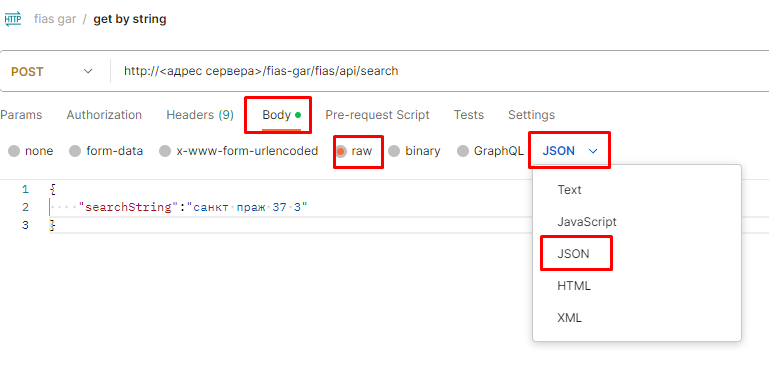 HTTP fias gar / get by string
POST http://<адрес сервера>/fias-gar/fias/api/search
Params Authorization Headers (9) Body Pre-request Script Tests Settings
none form-data x-www-form-urlencoded raw binary GraphQL JSON
1 {
2 "searchString":"санкт праж 37 3"
3 }
Text
JavaScript
JSON
HTML
XML